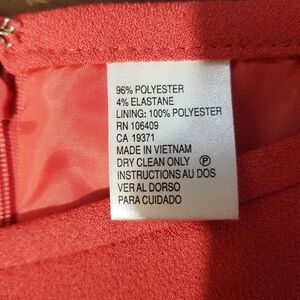 96% POLYESTER
4% ELASTANE
LINING: 100% POLYESTER
RN 106409
CA 19371
MADE IN VIETNAM
DRY CLEAN ONLY Ⓟ
INSTRUCTIONS AU DOS
VER AL DORSO
PARA CUIDADO